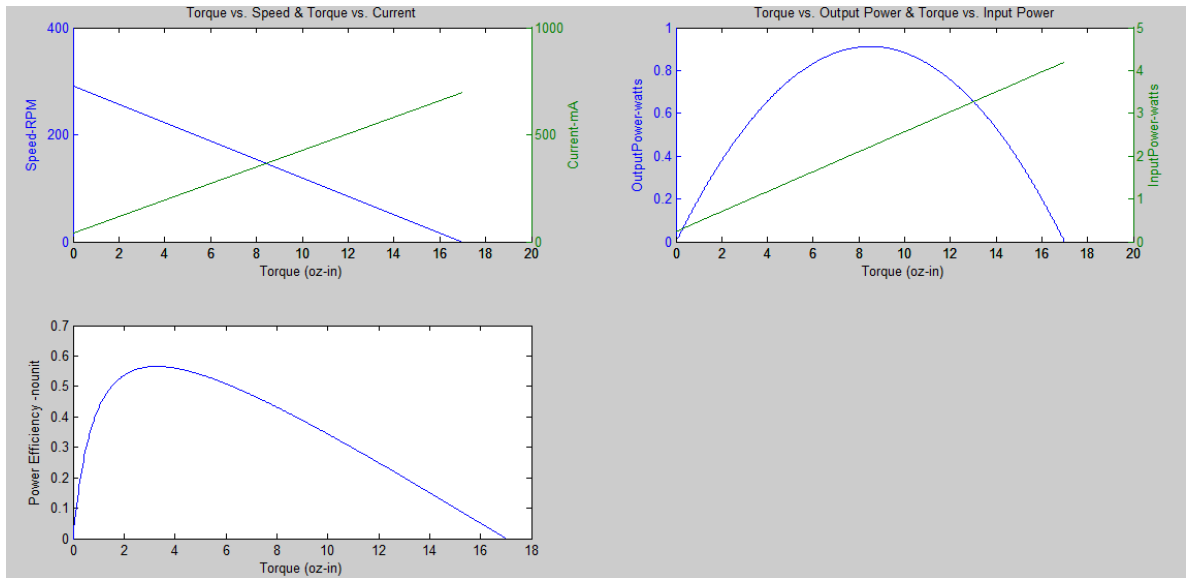 Torque vs. Speed & Torque vs. Current
400
200
0
Speed-RPM
1000
500
0
Current-mA
0 2 4 6 8 10 12 14 16 18 20
Torque (oz-in)
Torque vs. Output Power & Torque vs. Input Power
1
0.8
0.6
0.4
0.2
0
OutputPower-watts
5
4
3
2
1
0
InputPower-watts
0 2 4 6 8 10 12 14 16 18 20
Torque (oz-in)
0.7
0.6
0.5
0.4
0.3
0.2
0.1
0
Power Efficiency -nounit
0 2 4 6 8 10 12 14 16 18
Torque (oz-in)